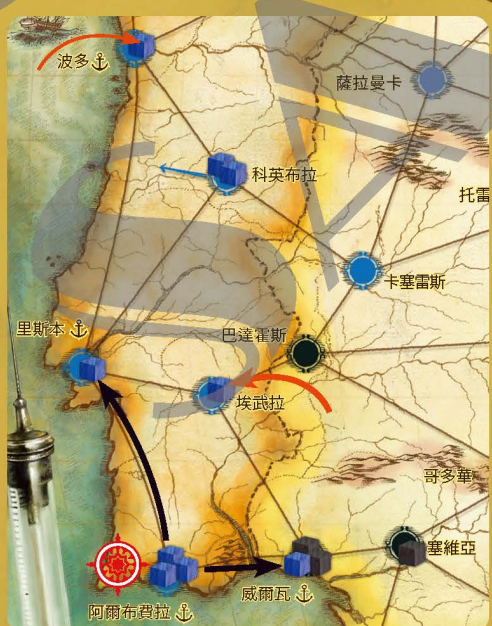 波多
薩拉曼卡
科英布拉
托雷
卡塞雷斯
里斯本
巴達霍斯
埃武拉
哥多華
塞維亞
威爾瓦
阿爾布費拉